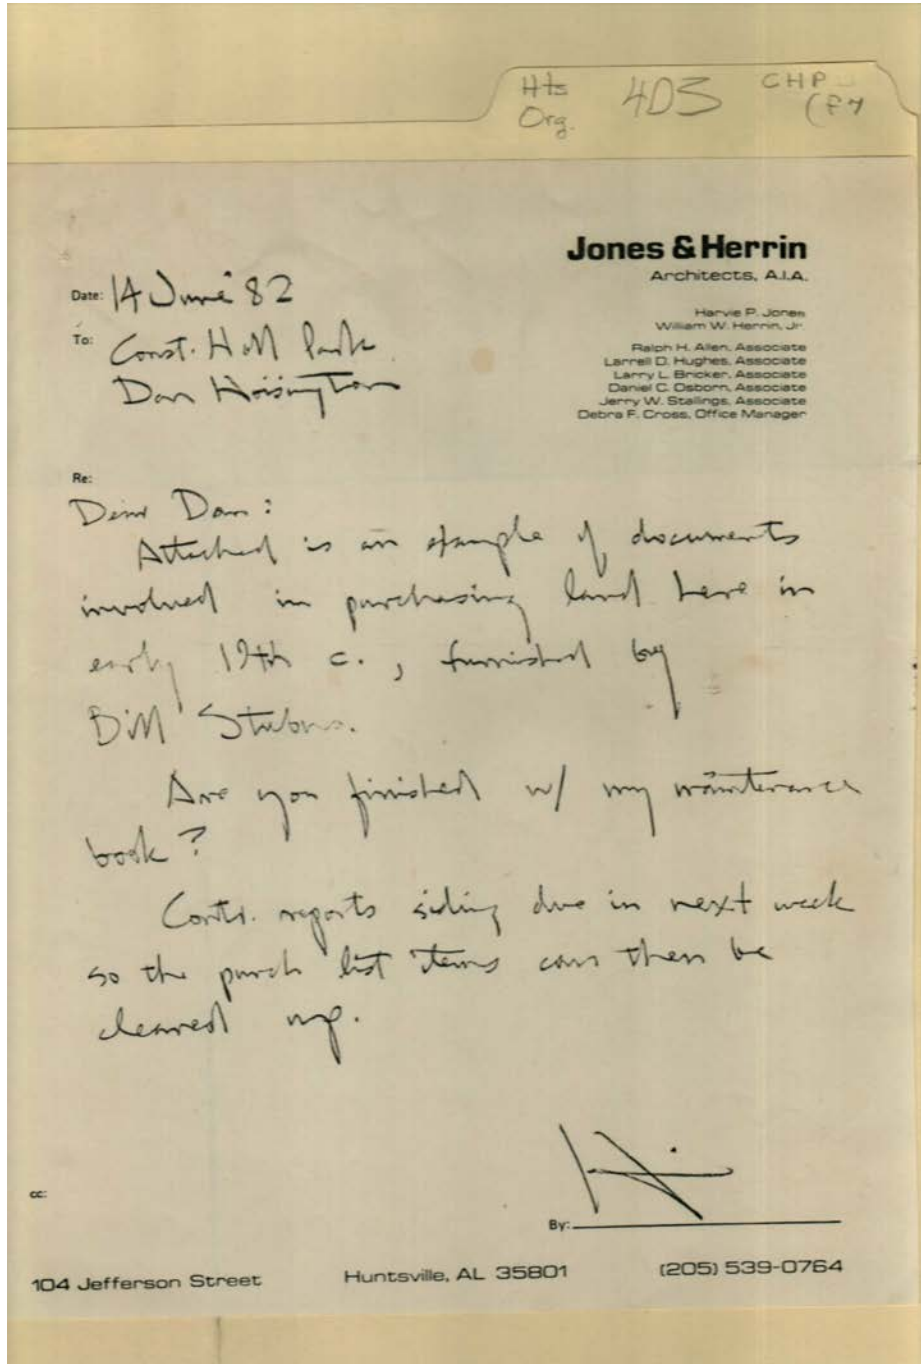 Hts
Org.
403
CHP
(F4
Jones & Herrin
Architects, A.I.A.
Harvie P. Jones
William W. Herrin, Jr.
Ralph H. Allen, Associate
Larrell D. Hughes, Associate
Larry L. Bricker, Associate
Daniel C. Osborn, Associate
Jerry W. Stallings, Associate
Debra F. Cross, Office Manager
Date: 14 June '82
To: Const. Hall Park
Dan Hoisington
Re:
Dear Dan:
Attached is an example of documents
involved in purchasing land here in
early 19th c., furnished by
Bill Stubno.
Are you finished w/ my maintenance
book?
Contr. reports siding due in next week
so the punch list items can then be
cleared up.
cc:
By:
104 Jefferson Street
Huntsville, AL 35801
(205) 539-0764